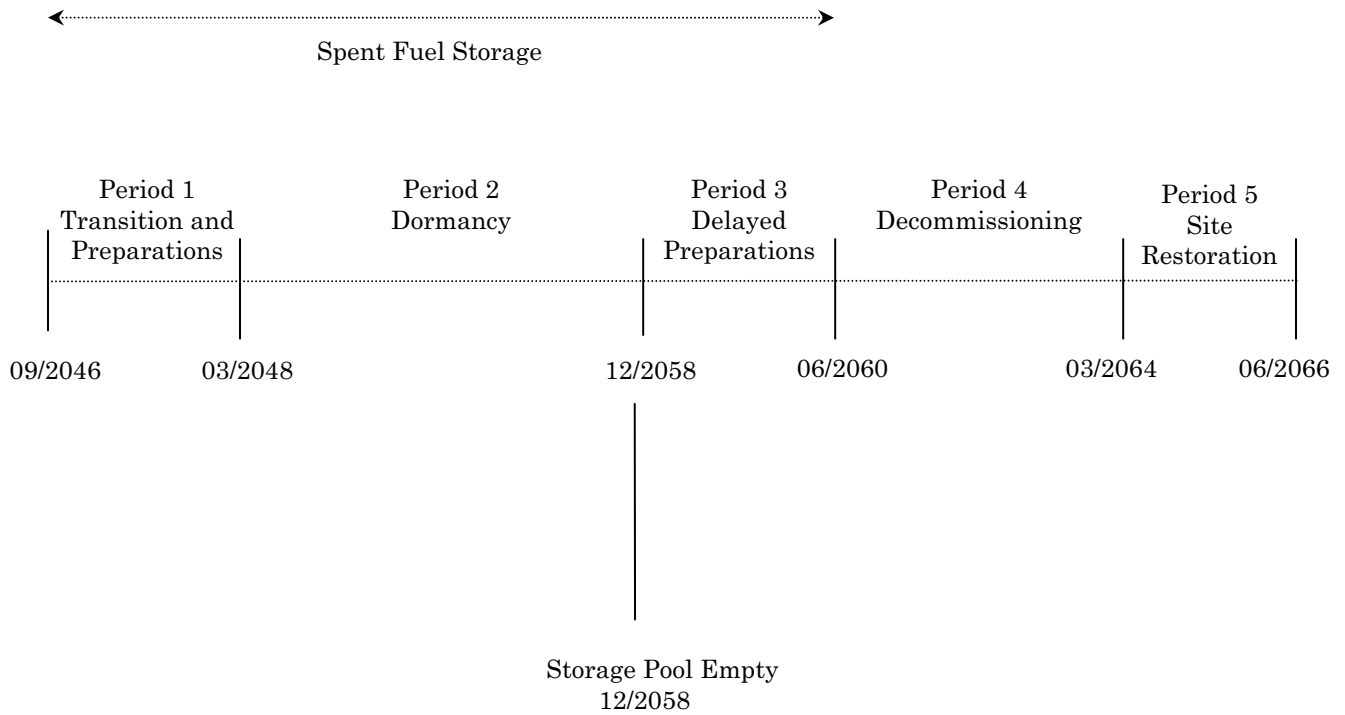 Spent Fuel Storage
Period 1
Transition and
Preparations
Period 2
Dormancy
Period 3
Delayed
Preparations
Period 4
Decommissioning
Period 5
Site
Restoration
09/2046
03/2048
12/2058
06/2060
03/2064
06/2066
Storage Pool Empty
12/2058